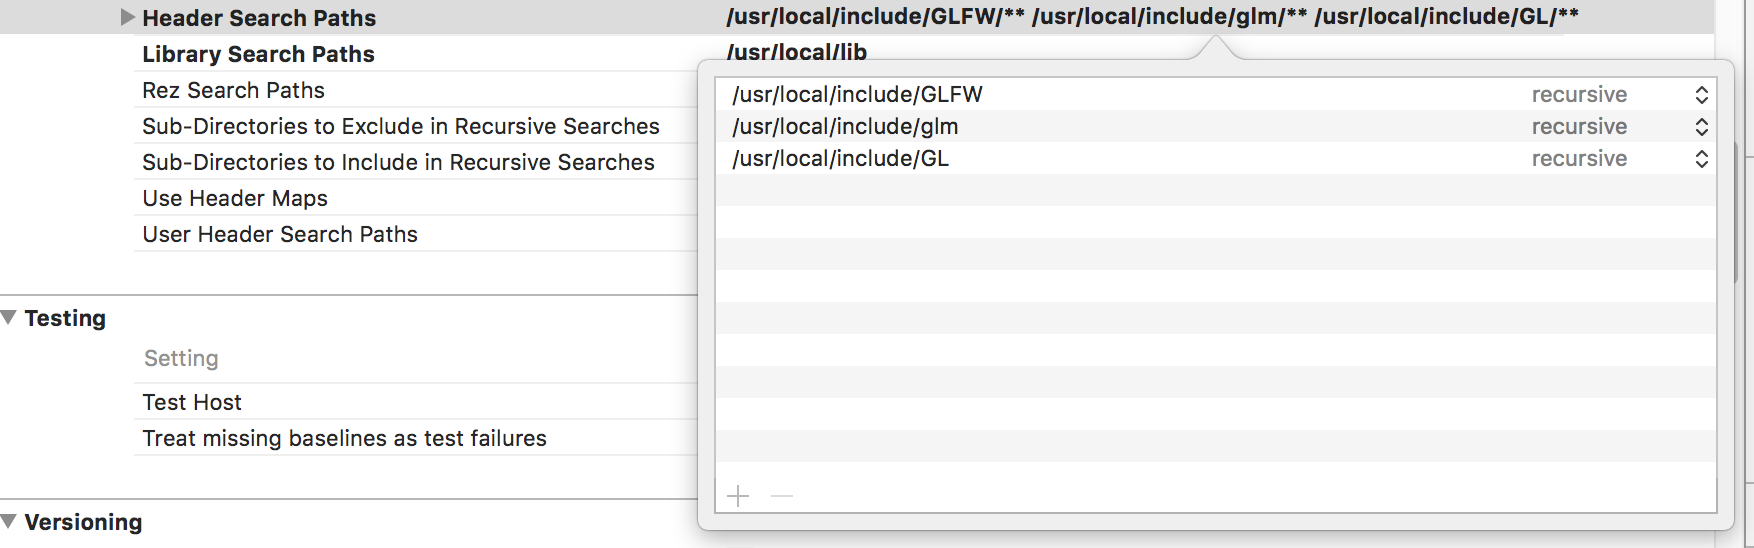 Header Search Paths /usr/local/include/GLFW/** /usr/local/include/glm/** /usr/local/include/GL/**
Library Search Paths /usr/local/lib
Rez Search Paths
Sub-Directories to Exclude in Recursive Searches
Sub-Directories to Include in Recursive Searches
Use Header Maps
User Header Search Paths
/usr/local/include/GLFW recursive
/usr/local/include/glm recursive
/usr/local/include/GL recursive
Testing
Setting
Test Host
Treat missing baselines as test failures
Versioning